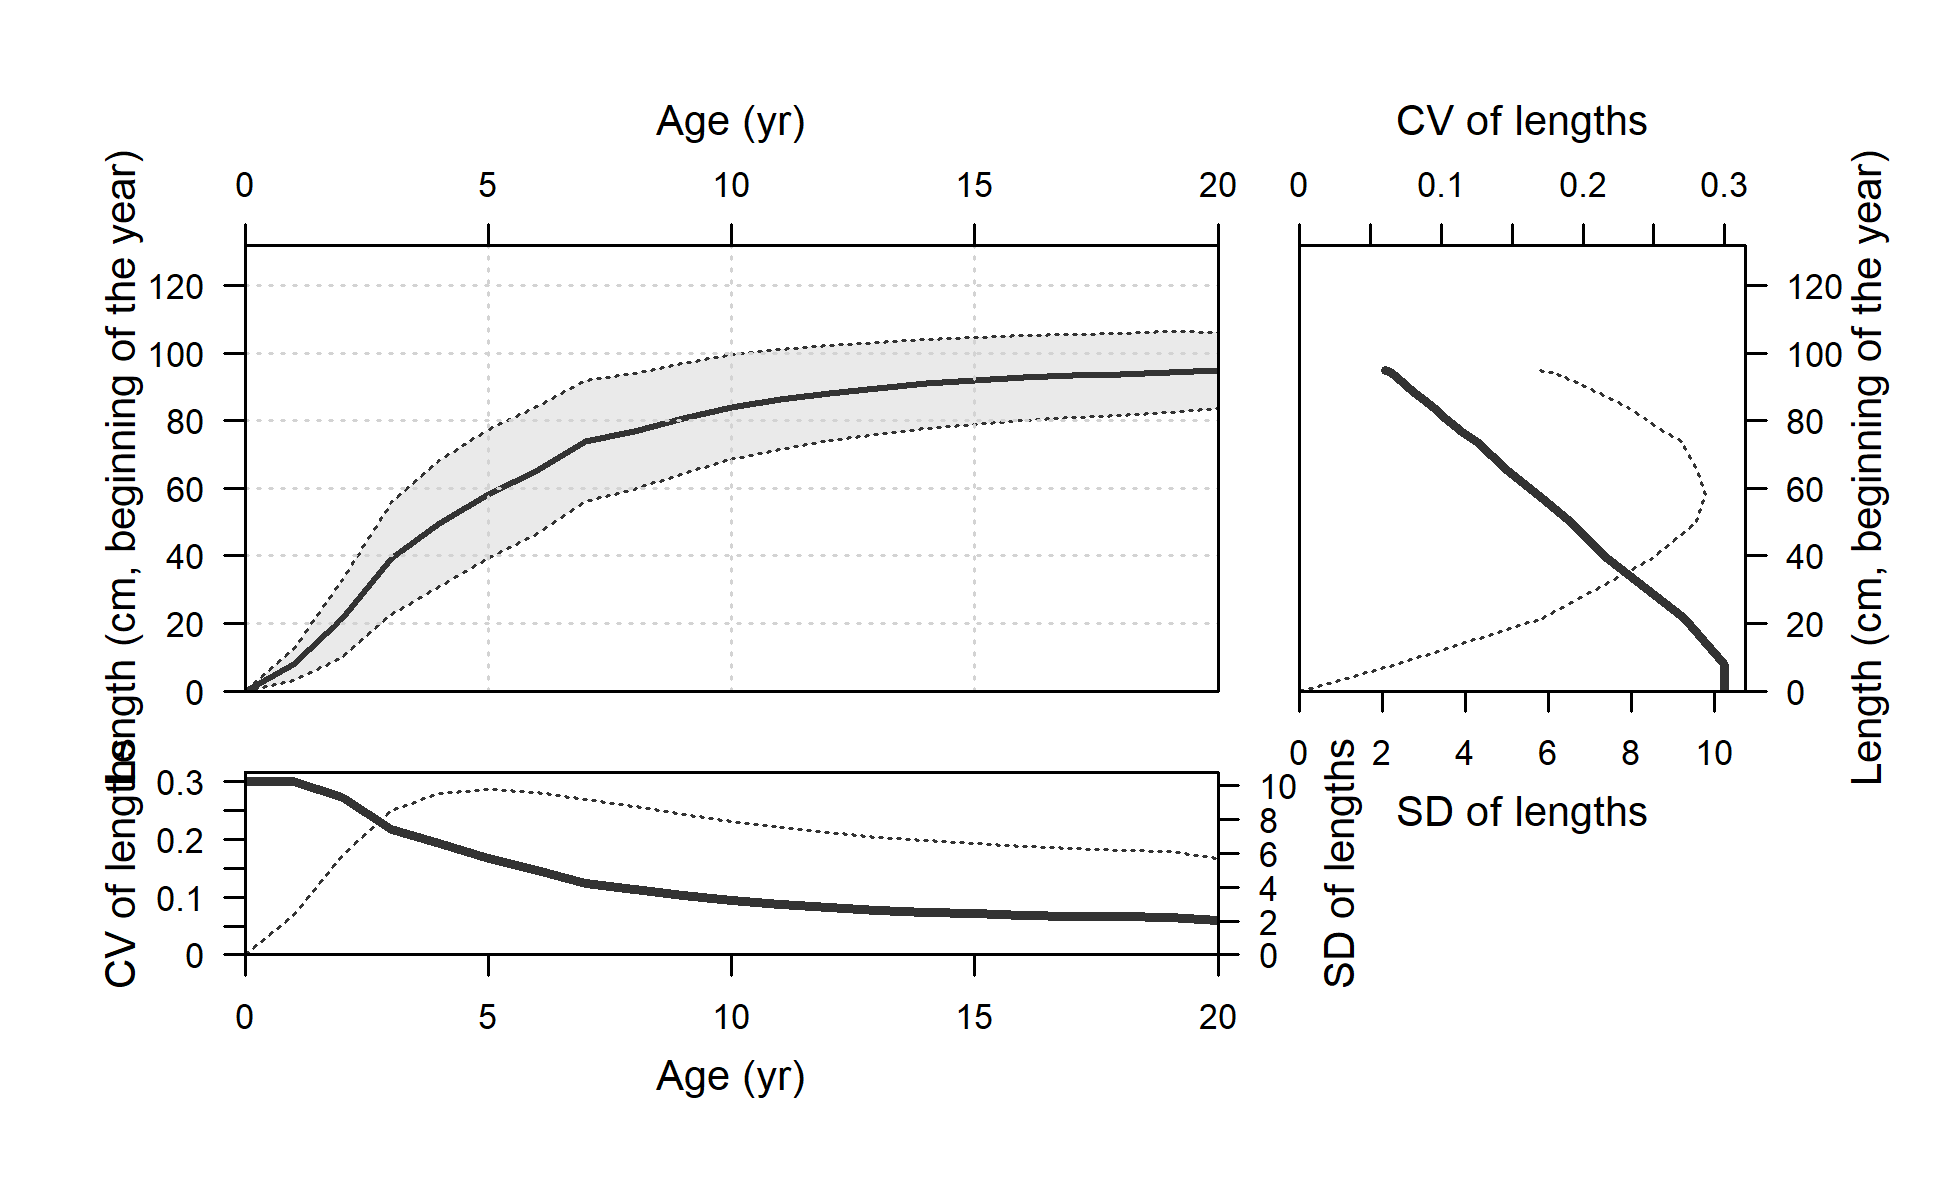 Age (yr)
CV of lengths
0 5 10 15 20
0 0.1 0.2 0.3
Length (cm, beginning of the year)
120
100
80
60
40
20
0
120
100
80
60
40
20
0
Length (cm, beginning of the year)
0 2 4 6 8 10
SD of lengths
CV of lengths
0.3
0.2
0.1
0
10
8
6
4
2
0
SD of lengths
0 5 10 15 20
Age (yr)